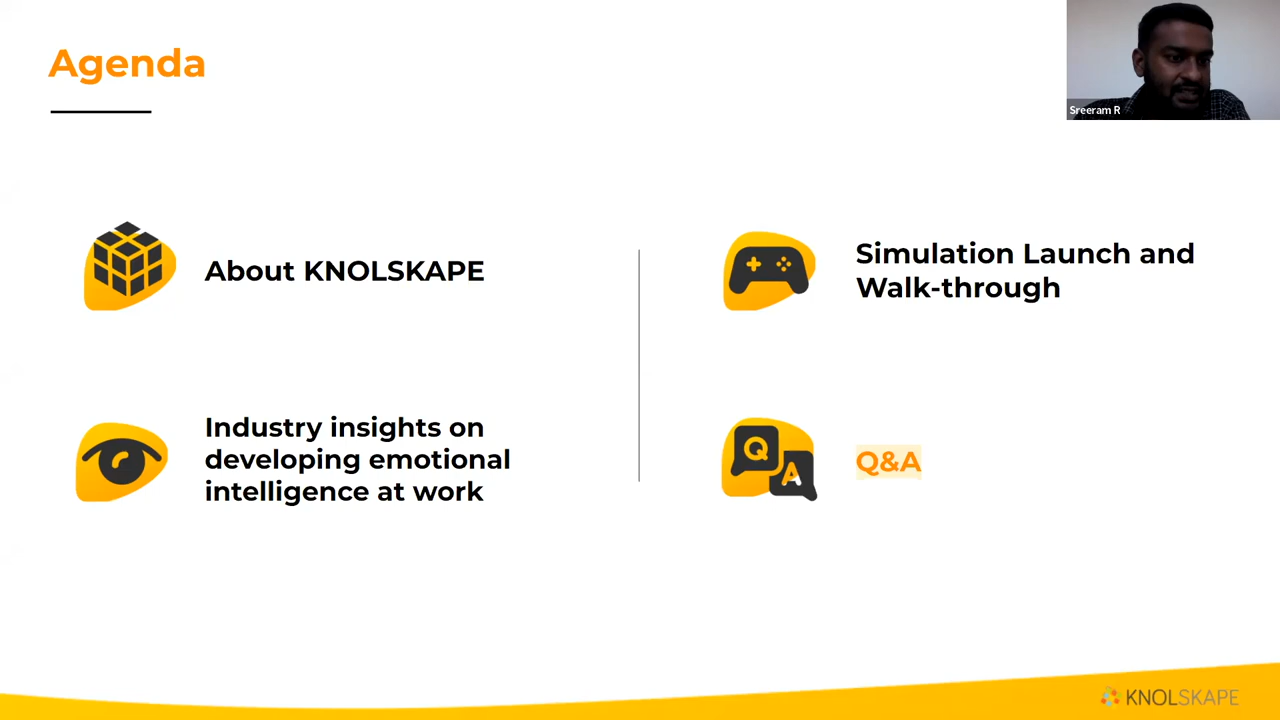 Agenda
Sreeram R
About KNOLSKAPE
Industry insights on
developing emotional
intelligence at work
Simulation Launch and
Walk-through
Q
A
Q&A
KNOLSKAPE